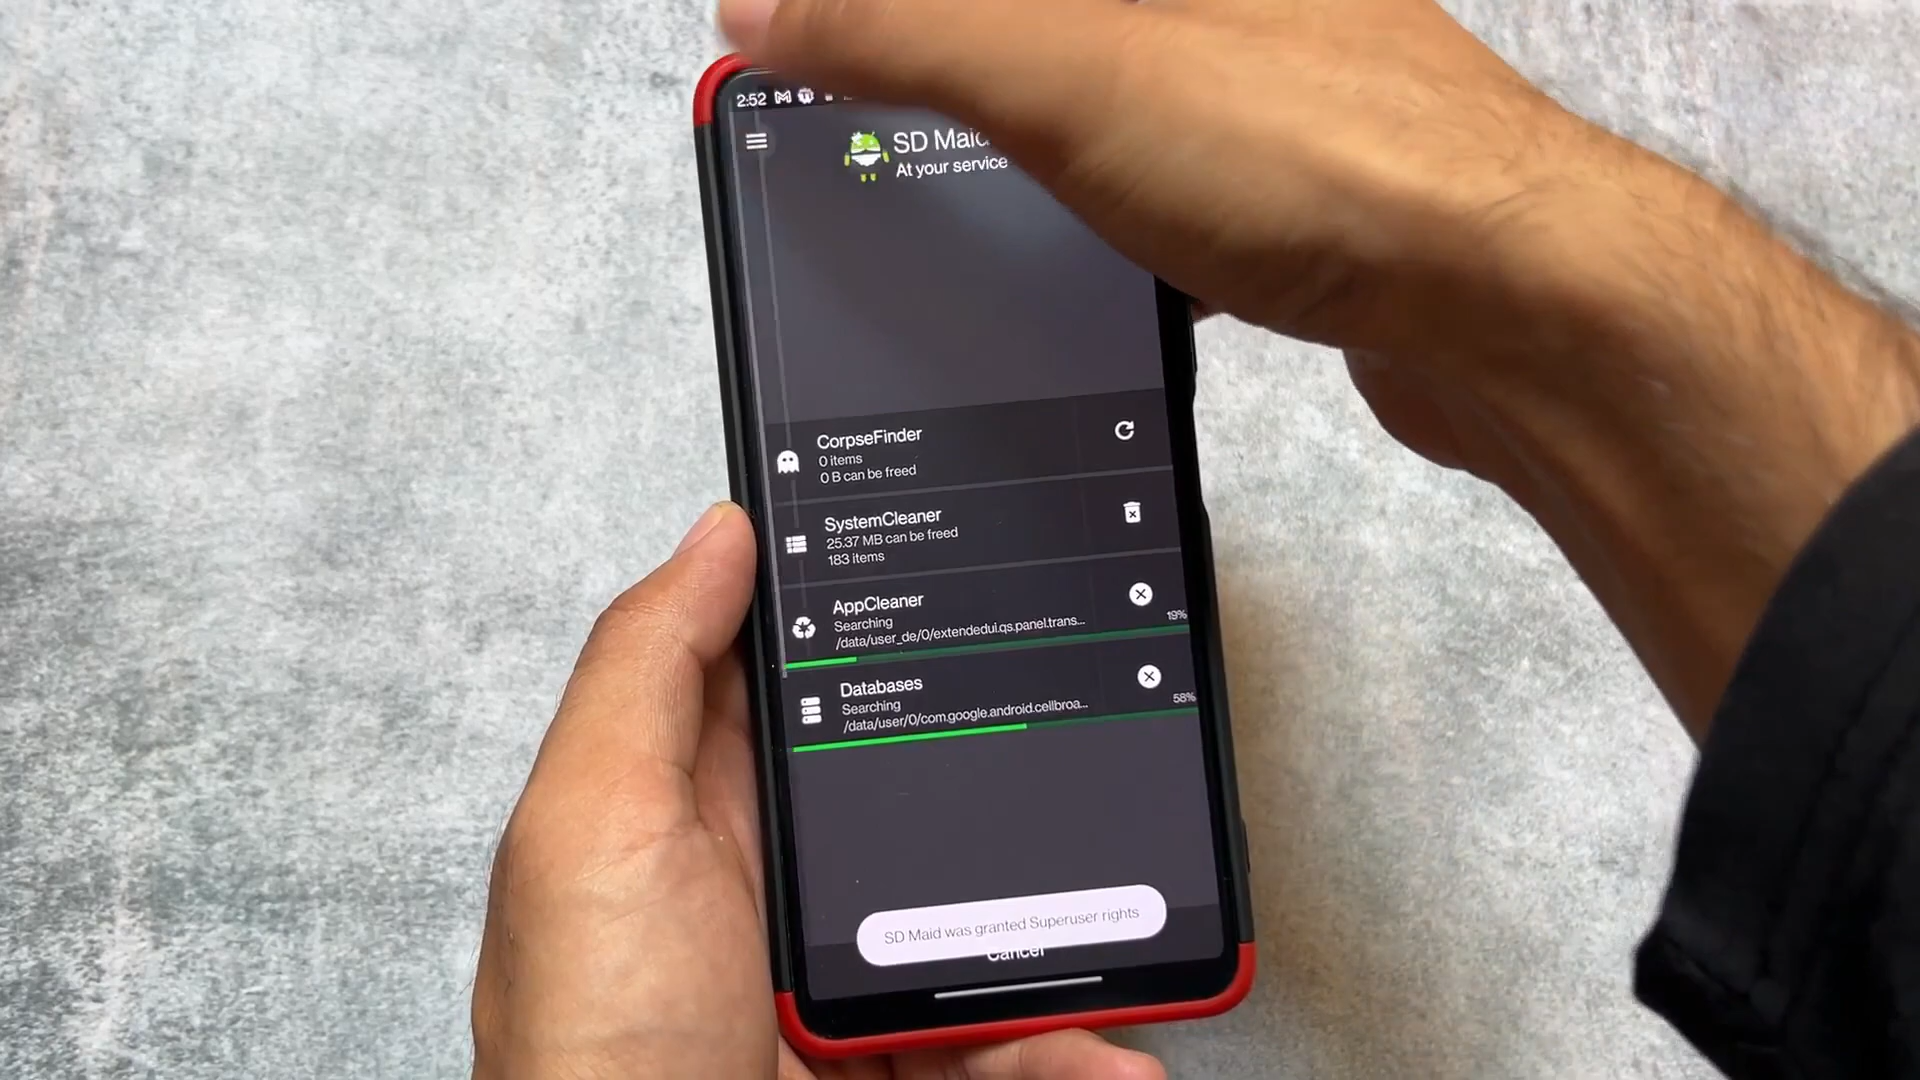 2:52
SD Maid
At your service
CorpseFinder
0 items
0 B can be freed
SystemCleaner
25.37 MB can be freed
183 items
AppCleaner
Searching
/data/user_de/0/extendedui.qs.panel.trans...
19%
Databases
Searching
/data/user/0/com.google.android.cellbroa...
58%
SD Maid was granted Superuser rights
Cancel